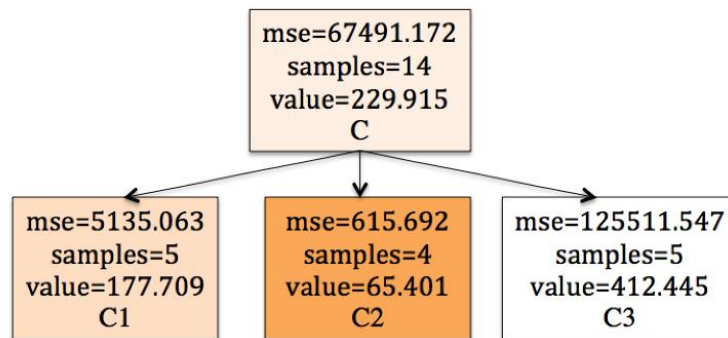 mse=67491.172
samples=14
value=229.915
C
mse=5135.063
samples=5
value=177.709
C1
mse=615.692
samples=4
value=65.401
C2
mse=125511.547
samples=5
value=412.445
C3